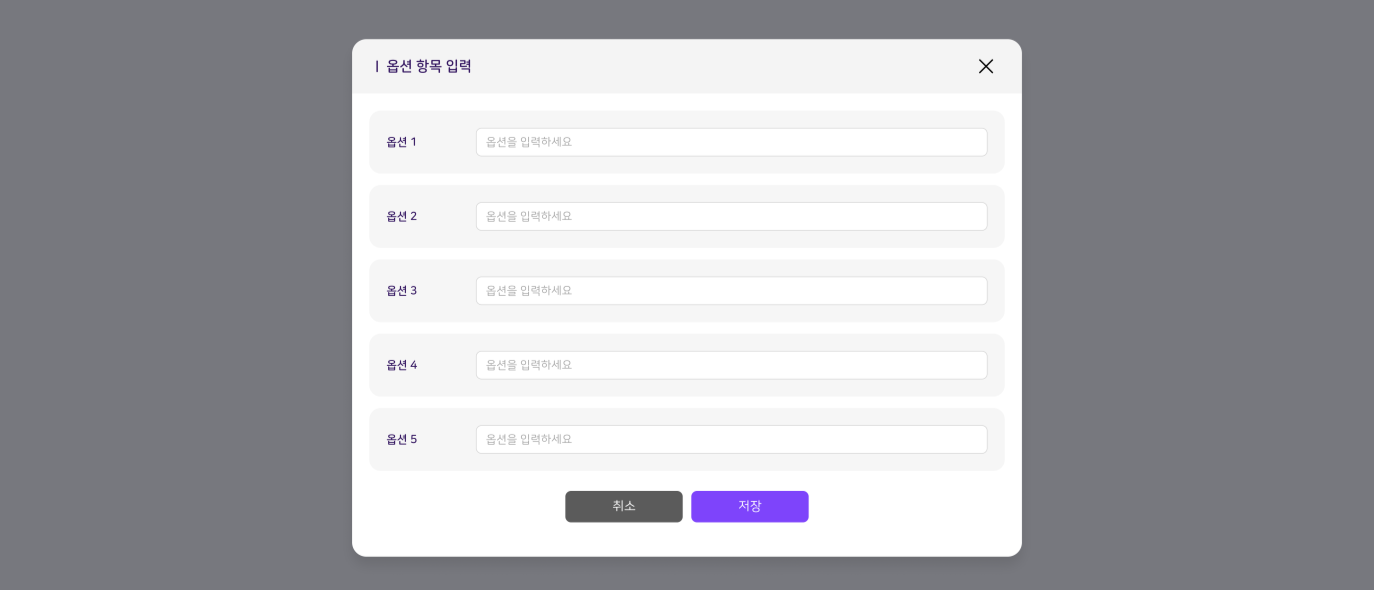 옵션 항목 입력
옵션 1 옵션을 입력하세요
옵션 2 옵션을 입력하세요
옵션 3 옵션을 입력하세요
옵션 4 옵션을 입력하세요
옵션 5 옵션을 입력하세요
취소 저장